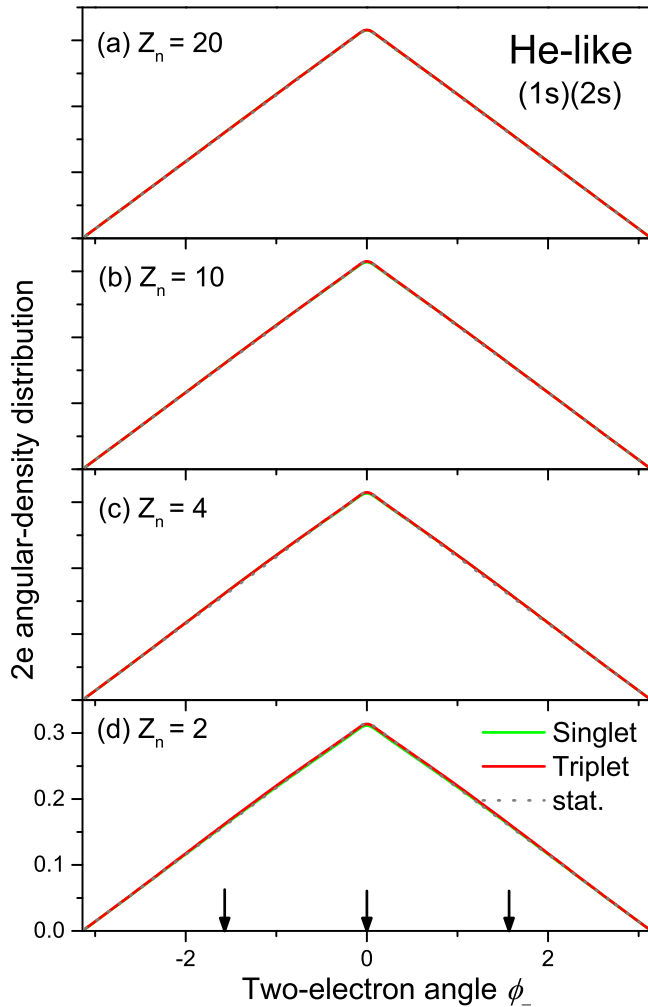 (a) Zn = 20
He-like
(1s)(2s)
(b) Zn = 10
(c) Zn = 4
(d) Zn = 2
Singlet
Triplet
stat.
0.3
0.2
0.1
0.0
-2
0
2
Two-electron angle ϕ_
2e angular-density distribution